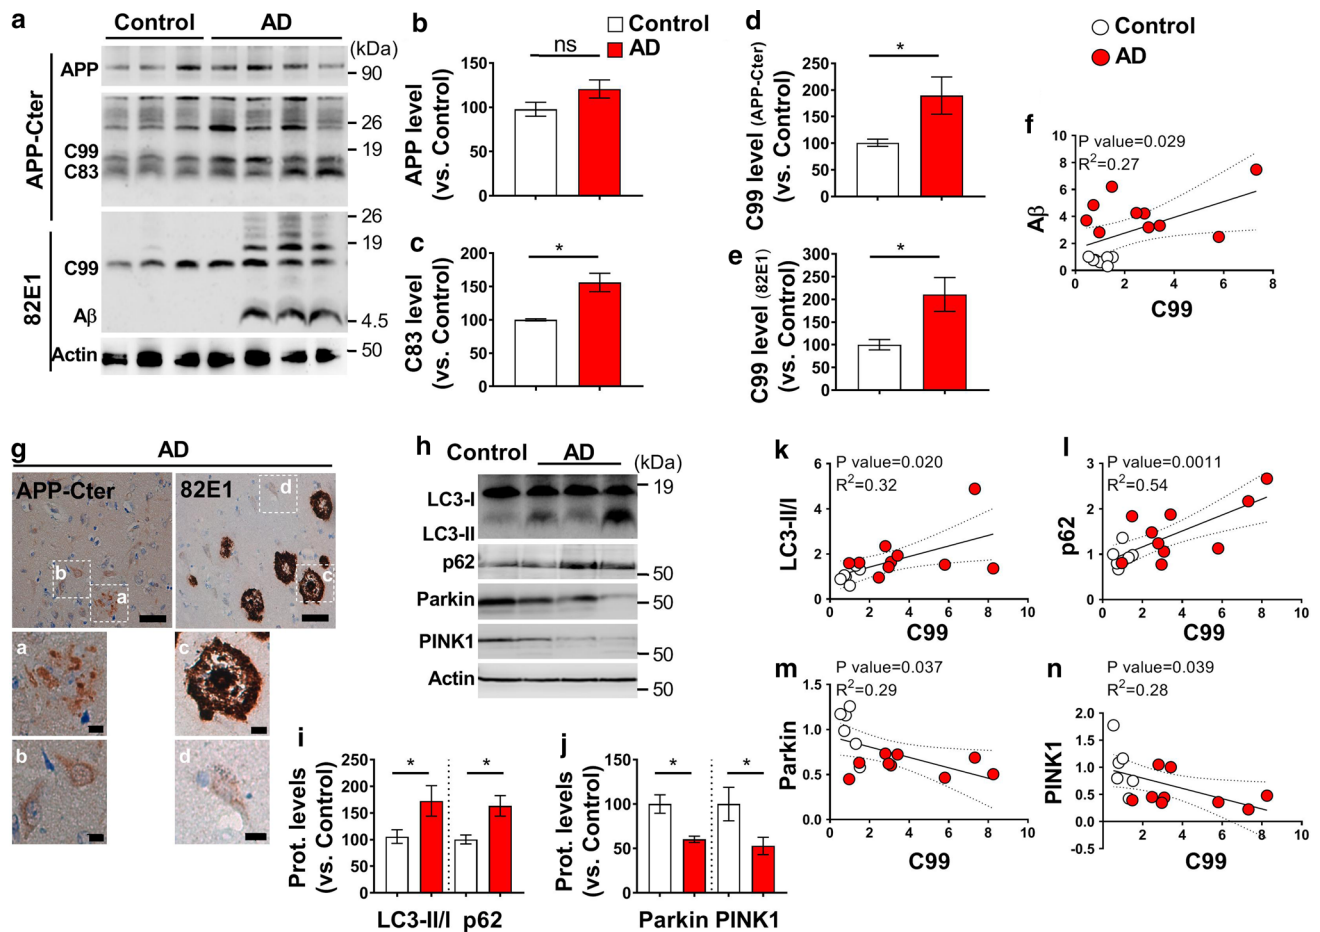 a
Control AD
(kDa)
APP-Cter
APP
90
26
C99
19
C83
82E1
26
19
C99
Aβ
4.5
Actin
50
b
Control
AD
ns
APP level
(vs. Control)
150
100
50
0
c
*
C83 level
(vs. Control)
200
150
100
50
0
d
*
C99 level (APP-Cter)
(vs. Control)
250
200
150
100
50
0
e
*
C99 level (82E1)
(vs. Control)
300
250
200
150
100
50
0
Control
AD
f
P value=0.029
R²=0.27
Aβ
10
8
6
4
2
0
0 2 4 6 8
C99
g
AD
APP-Cter
82E1
b
a
d
c
a
c
b
d
h
Control AD
(kDa)
LC3-I
19
LC3-II
p62
50
Parkin
50
PINK1
50
Actin
50
i
* *
Prot. levels
(vs. Control)
250
200
150
100
50
0
LC3-II/I p62
j
* *
Prot. levels
(vs. Control)
150
100
50
0
Parkin PINK1
k
P value=0.020
R²=0.32
LC3-II/I
6
4
2
0
0 2 4 6 8 10
C99
l
P value=0.0011
R²=0.54
p62
3
2
1
0
0 2 4 6 8 10
C99
m
P value=0.037
R²=0.29
Parkin
1.5
1.0
0.5
0.0
0 2 4 6 8 10
C99
n
P value=0.039
R²=0.28
PINK1
2.0
1.5
1.0
0.5
0.0
-0.5
0 2 4 6 8 10
C99